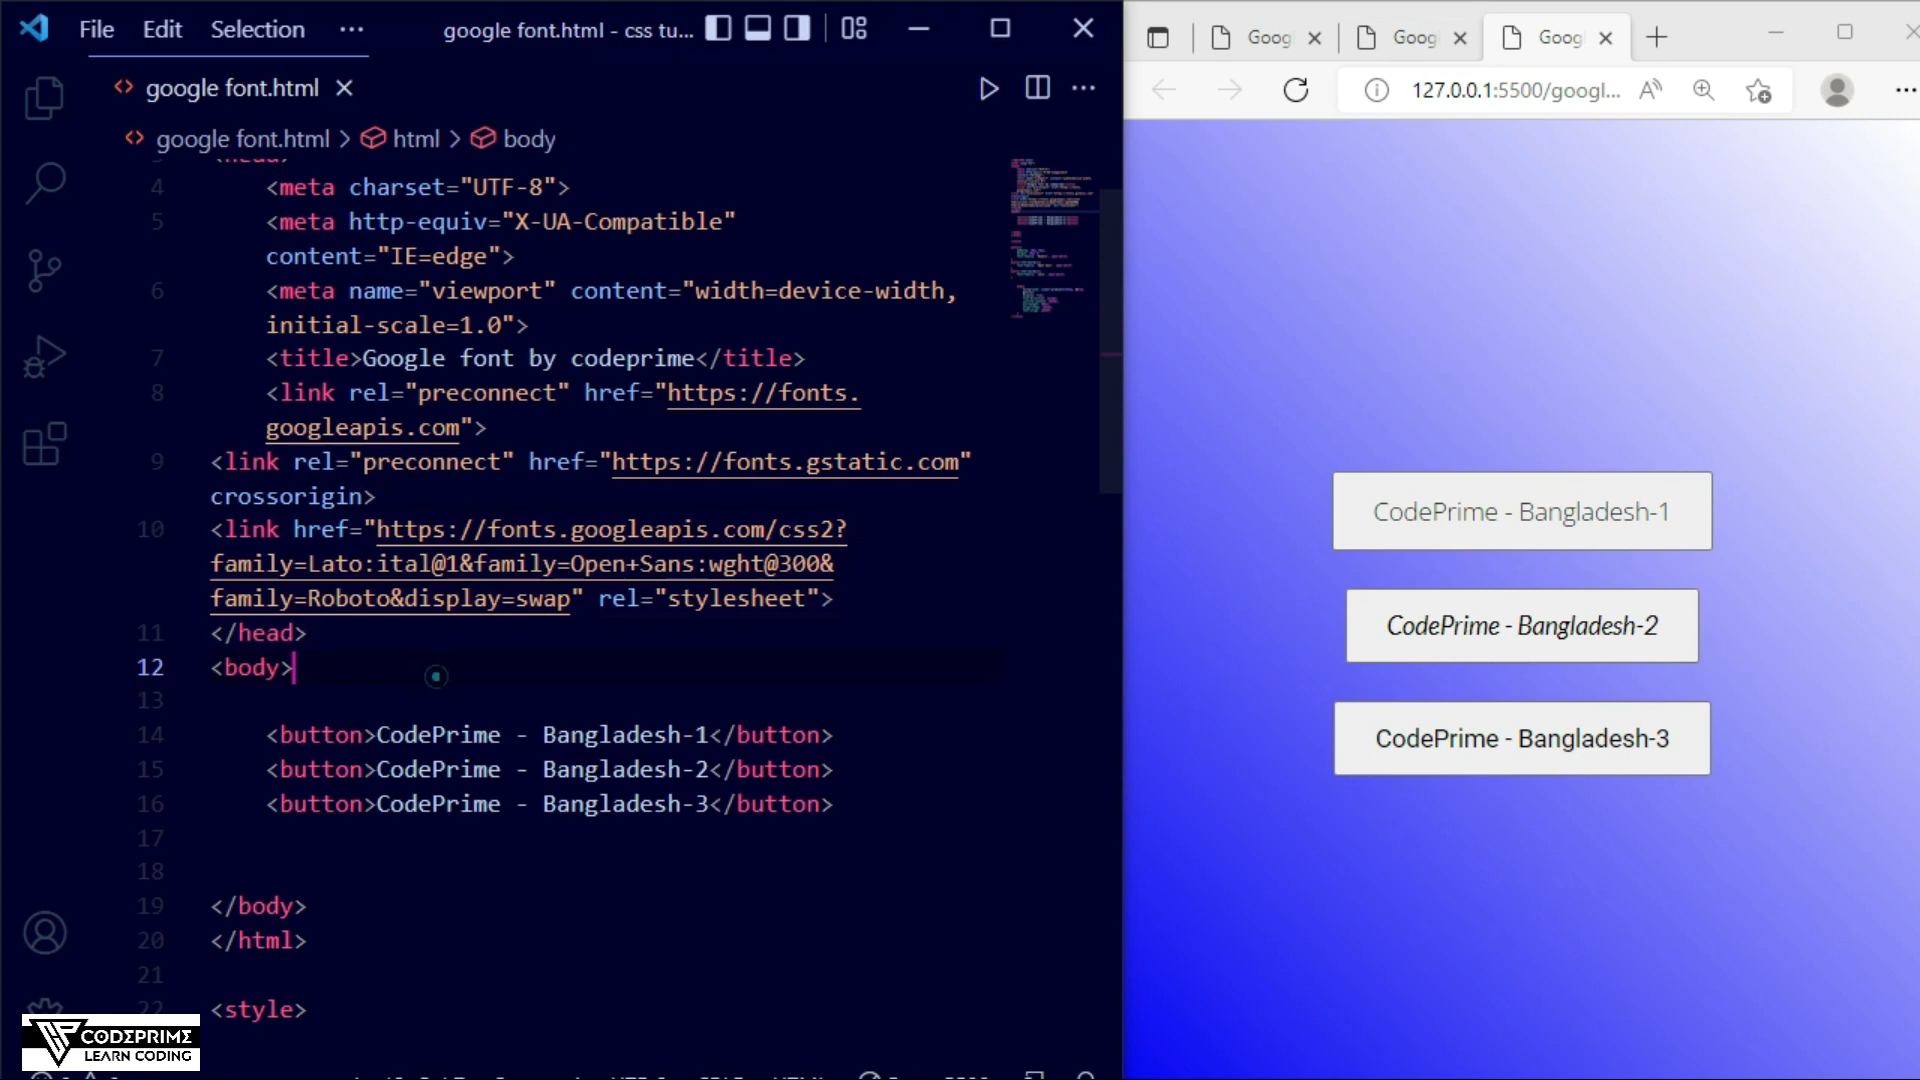 File Edit Selection ··· google font.html - css tu...
google font.html
google font.html > html > body
4 <meta charset="UTF-8">
5 <meta http-equiv="X-UA-Compatible"
content="IE=edge">
6 <meta name="viewport" content="width=device-width,
initial-scale=1.0">
7 <title>Google font by codeprime</title>
8 <link rel="preconnect" href="https://fonts.
googleapis.com">
9 <link rel="preconnect" href="https://fonts.gstatic.com"
crossorigin>
10 <link href="https://fonts.googleapis.com/css2?
family=Lato:ital@1&family=Open+Sans:wght@300&
family=Roboto&display=swap" rel="stylesheet">
11 </head>
12 <body>
13
14 <button>CodePrime - Bangladesh-1</button>
15 <button>CodePrime - Bangladesh-2</button>
16 <button>CodePrime - Bangladesh-3</button>
17
18
19 </body>
20 </html>
21
22 <style>
CODEPRIME
LEARN CODING
Goog Goog Goog
127.0.0.1:5500/googl...
CodePrime - Bangladesh-1
CodePrime - Bangladesh-2
CodePrime - Bangladesh-3